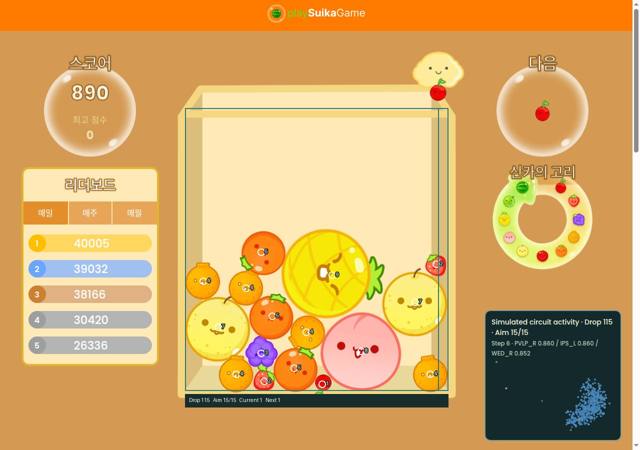 playSuikaGame
스코어
890
최고 점수
0
리더보드
매일
매주
매월
1 40005
2 39032
3 38166
4 30420
5 26336
다음
신카의 고리
Simulated circuit activity · Drop 115
· Aim 15/15
Step 6 · PVLP_R 0.860 / IPS_L 0.860 /
WED_R 0.852
Drop 115 Aim 15/15 Current 1 Next 1